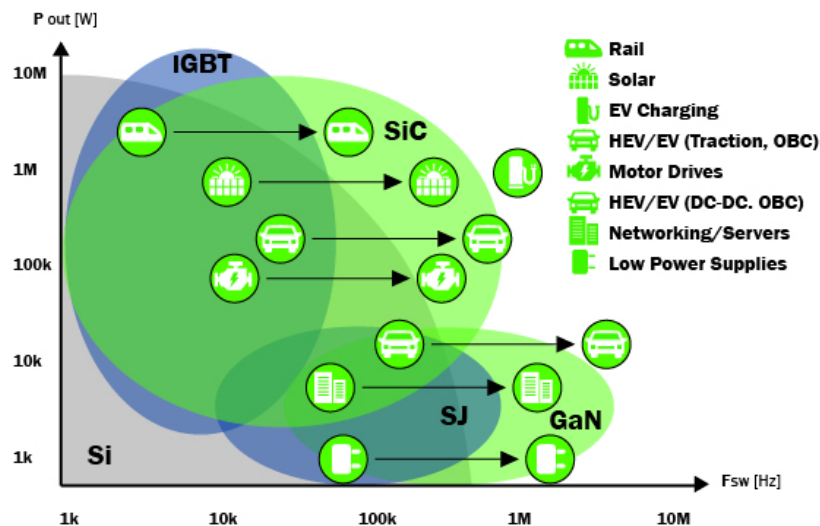 P out [W]
10M
1M
100k
10k
1k
IGBT
SiC
Si
SJ
GaN
Rail
Solar
EV Charging
HEV/EV (Traction, OBC)
Motor Drives
HEV/EV (DC-DC. OBC)
Networking/Servers
Low Power Supplies
Fsw [Hz]
1k
10k
100k
1M
10M